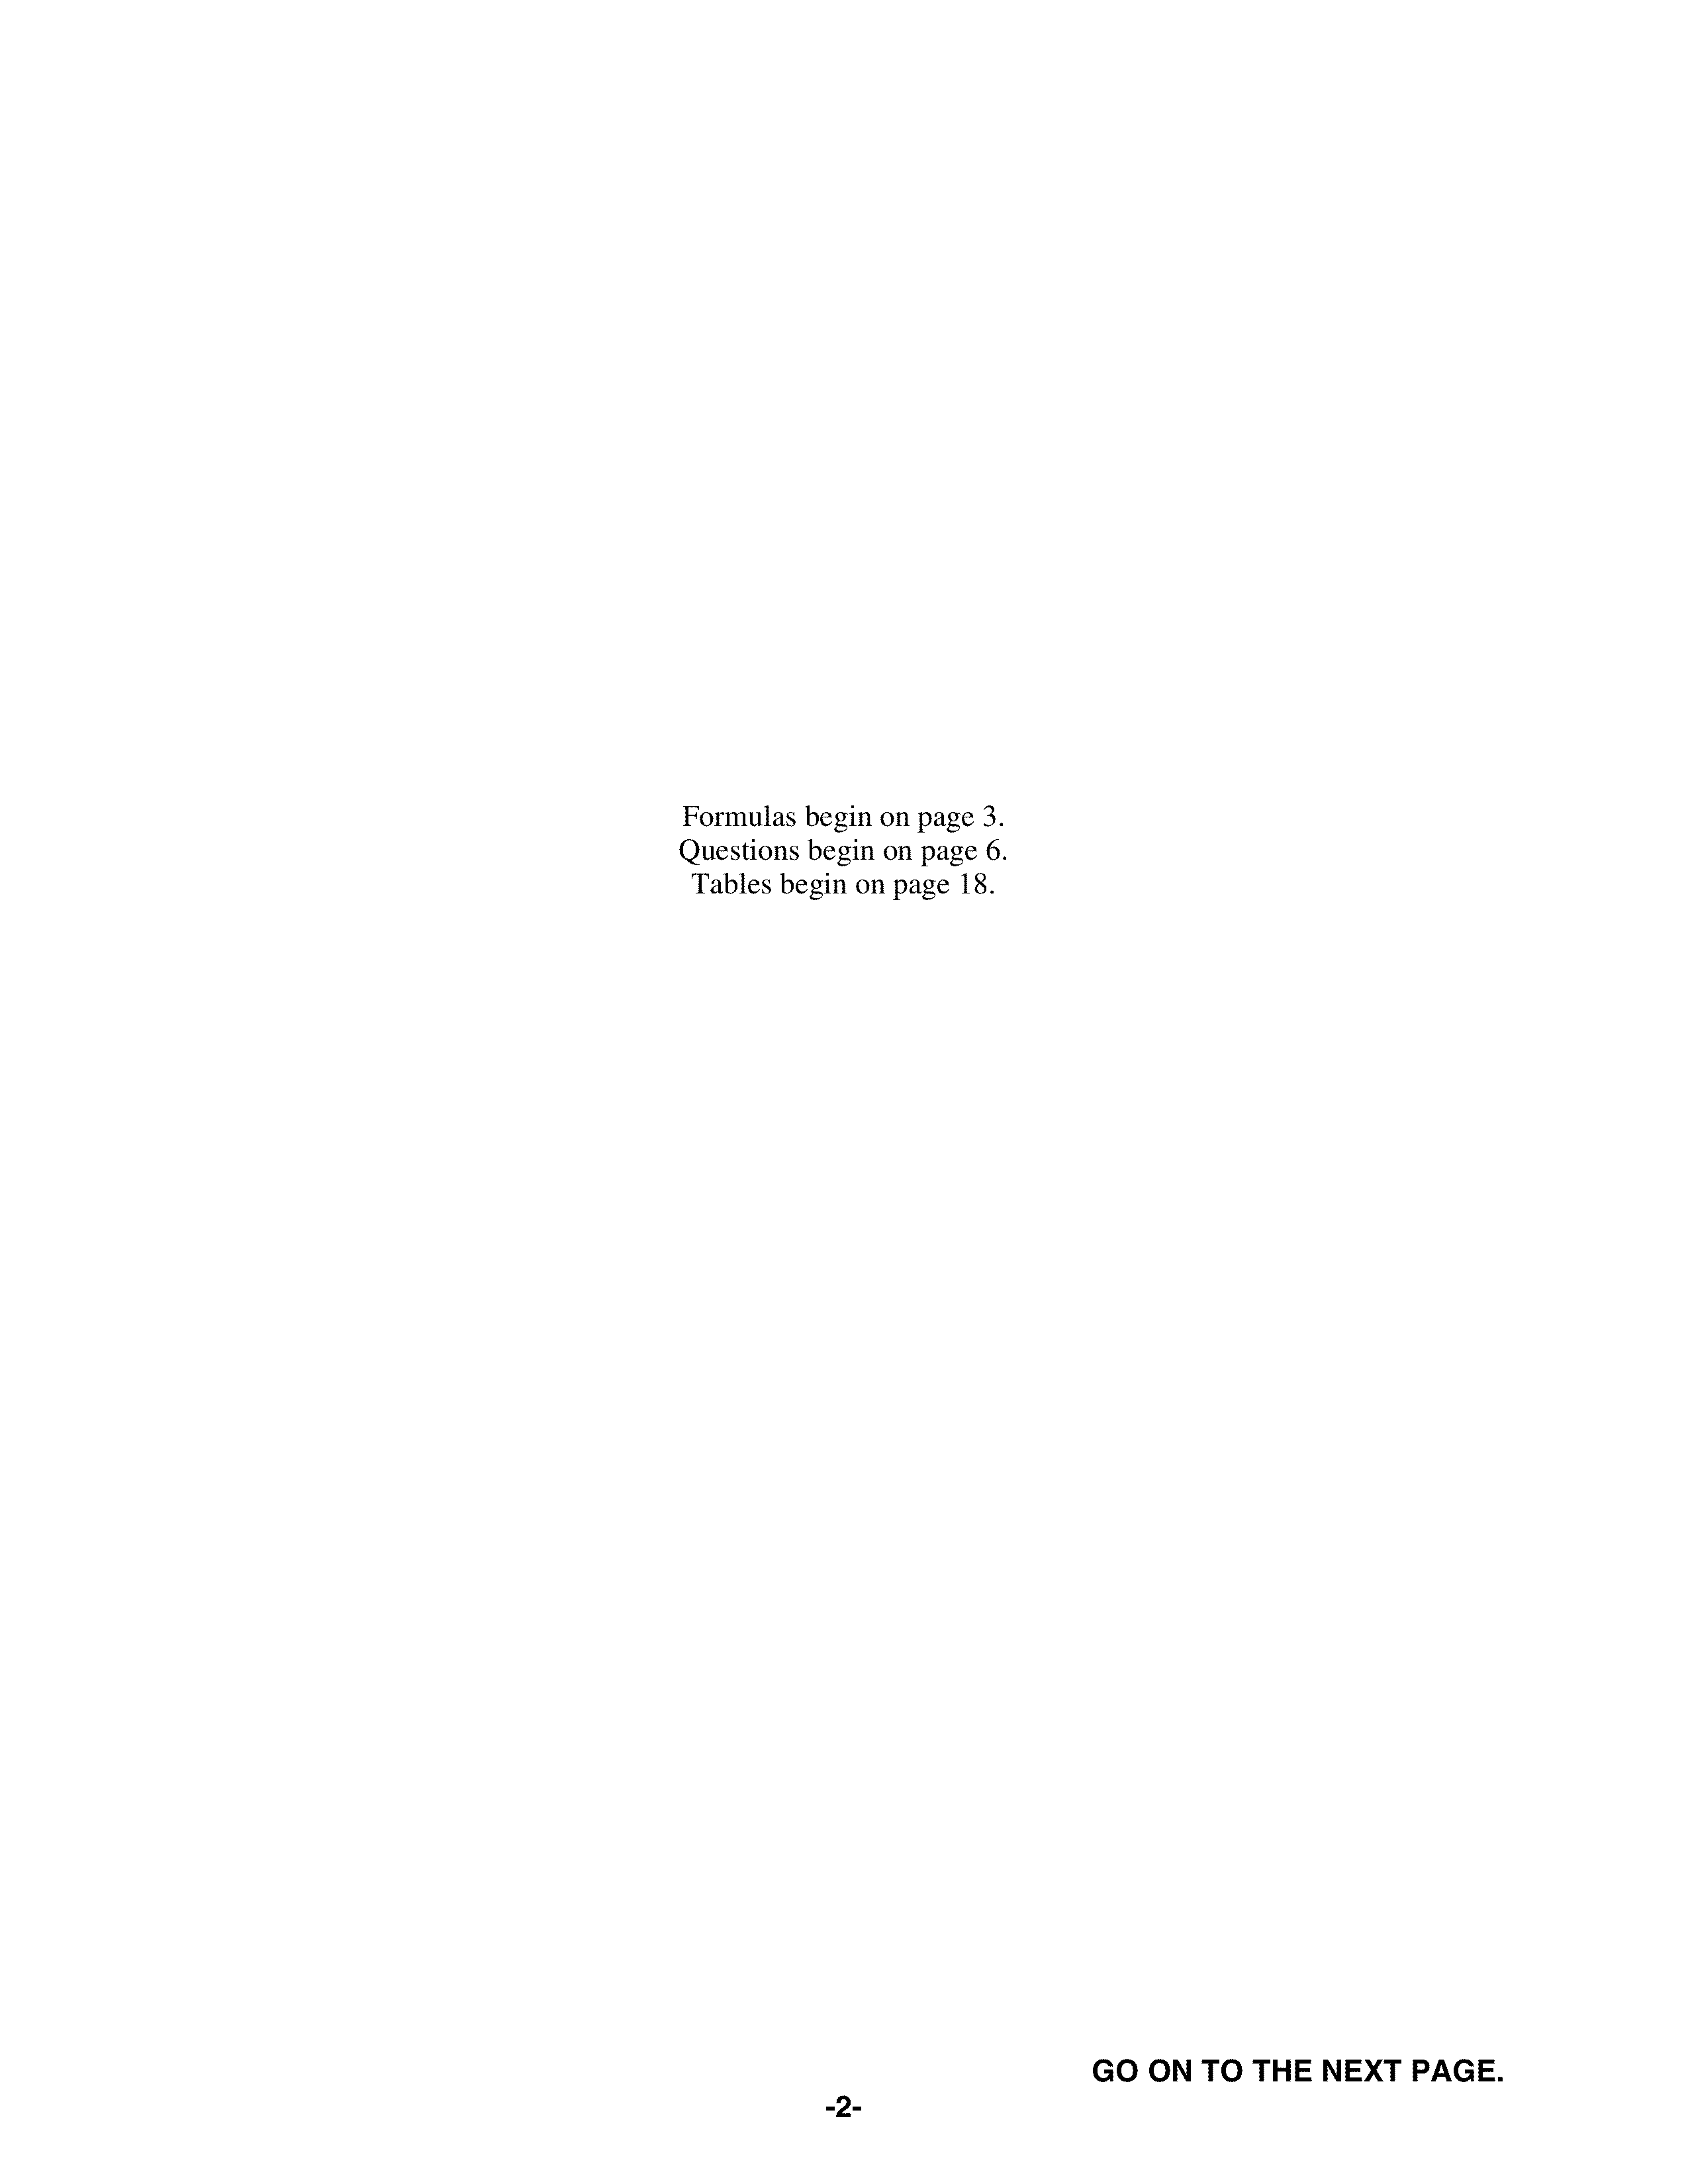 Formulas begin on page 3.
Questions begin on page 6.
Tables begin on page 18.
GO ON TO THE NEXT PAGE.
-2-